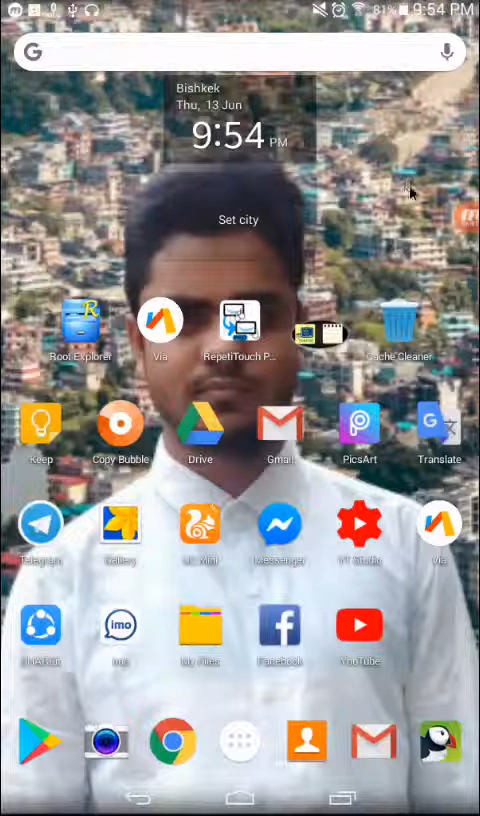 81% 9:54 PM
G
Bishkek
Thu, 13 Jun
9:54 PM
Set city
Root Explorer
Via
RepetiTouch P...
Cache Cleaner
Keep
Copy Bubble
Drive
Gmail
PicsArt
Translate
Telegram
Gallery
UC Mini
Messenger
YT Studio
Via
SHAREit
imo
imo
My Files
Facebook
YouTube